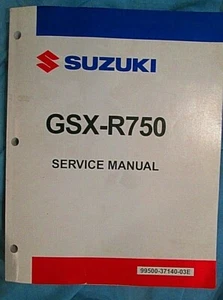 SUZUKI
GSX-R750
SERVICE MANUAL
99500-37140-03E